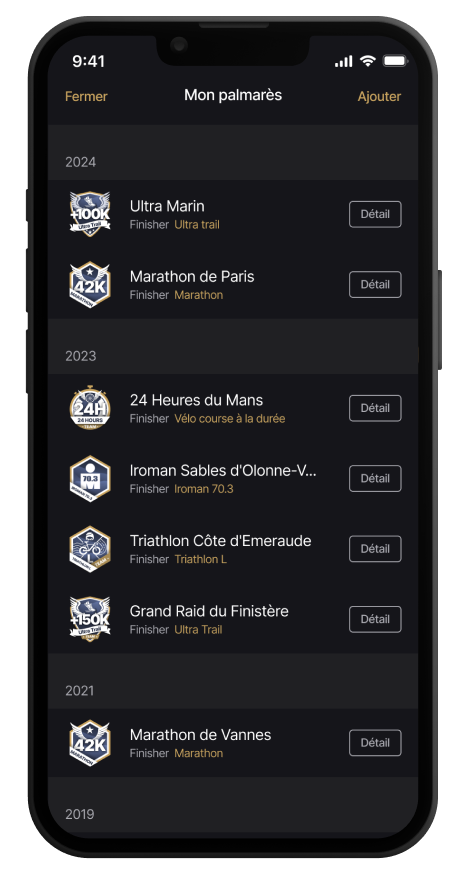 9:41
Fermer Mon palmarès Ajouter
2024
+100K
Ultra Trail
Ultra Marin
Finisher Ultra trail
Détail
42K
MARATHON
Marathon de Paris
Finisher Marathon
Détail
2023
24H
24 HOURS
TEAM
24 Heures du Mans
Finisher Vélo course à la durée
Détail
70.3
Iroman Sables d'Olonne-V...
Finisher Iroman 70.3
Détail
TEAM
Triathlon Côte d'Emeraude
Finisher Triathlon L
Détail
+150K
Ultra Trail
TEAM
Grand Raid du Finistère
Finisher Ultra Trail
Détail
2021
42K
MARATHON
Marathon de Vannes
Finisher Marathon
Détail
2019